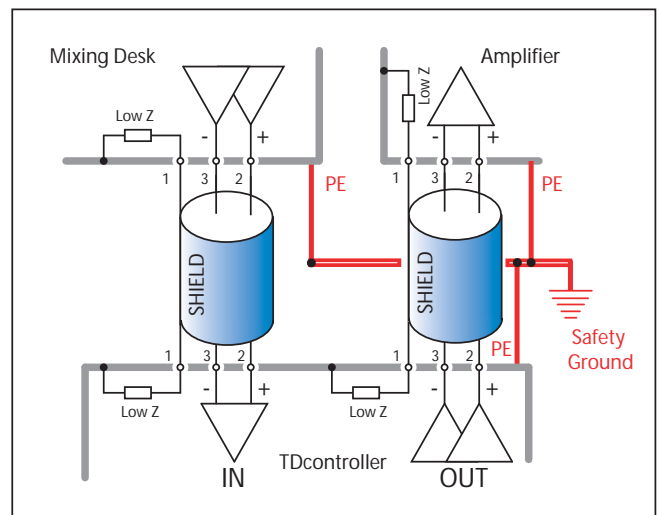 Mixing Desk
Amplifier
Low Z
Low Z
- +
- +
1 3 2
1 3 2
PE
PE
SHIELD
SHIELD
Safety
Ground
1 3 2
1 3 2
PE
- +
- +
Low Z
Low Z
TDcontroller
IN
OUT